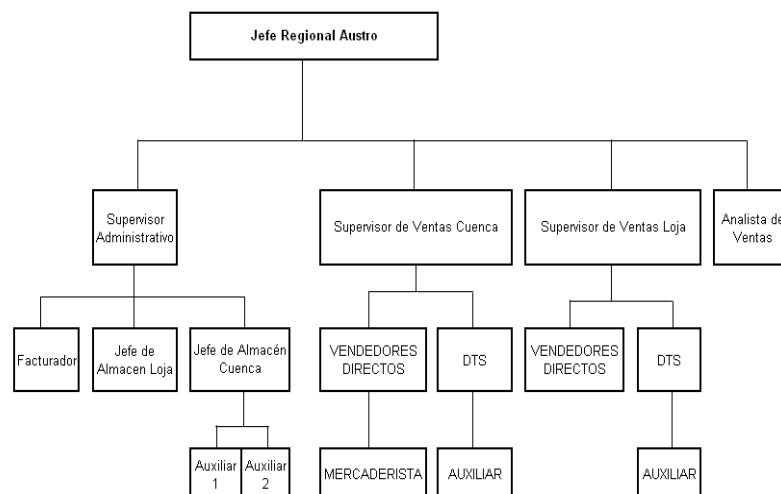 Jefe Regional Austro
Supervisor
Administrativo
Supervisor de Ventas Cuenca
Supervisor de Ventas Loja
Analista de
Ventas
Facturador
Jefe de
Almacen Loja
Jefe de Almacén
Cuenca
VENDEDORES
DIRECTOS
DTS
VENDEDORES
DIRECTOS
DTS
Auxiliar
1
Auxiliar
2
MERCADERISTA
AUXILIAR
AUXILIAR